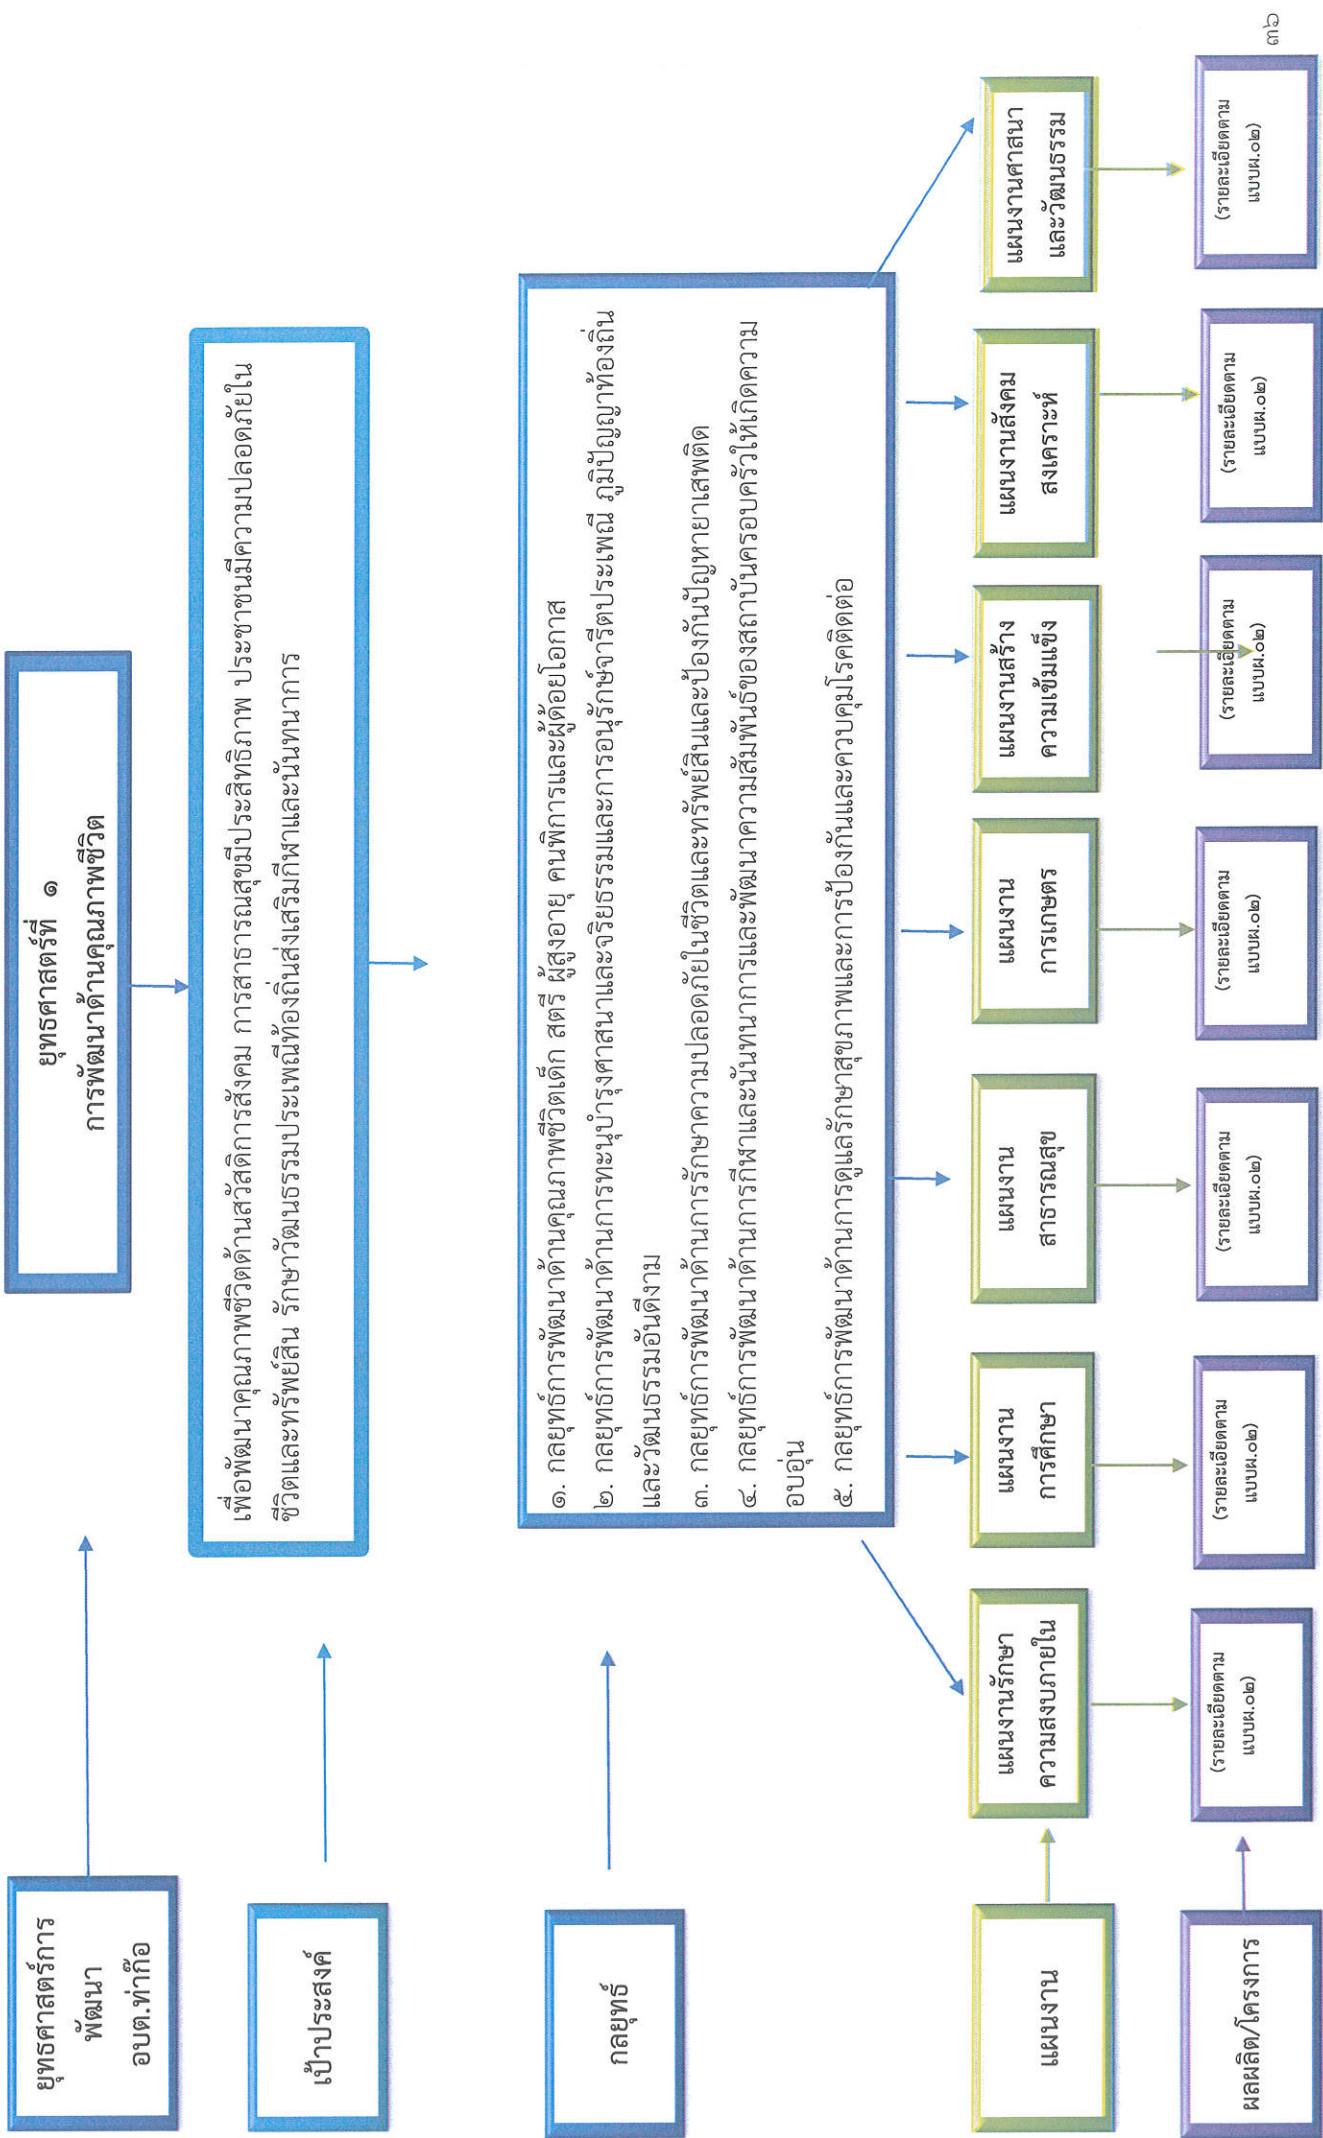 ๓๖
ยุทธศาสตร์การ
พัฒนา
อบต.ท่าก๊อ
ยุทธศาสตร์ที่ ๑
การพัฒนาด้านคุณภาพชีวิต
เป้าประสงค์
เพื่อพัฒนาคุณภาพชีวิตด้านสวัสดิการสังคม การสาธารณสุขมีประสิทธิภาพ ประชาชนมีความปลอดภัยใน
ชีวิตและทรัพย์สิน รักษาวัฒนธรรมประเพณีท้องถิ่นส่งเสริมกีฬาและนันทนาการ
กลยุทธ์
๑. กลยุทธ์การพัฒนาด้านคุณภาพชีวิตเด็ก สตรี ผู้สูงอายุ คนพิการและผู้ด้อยโอกาส
๒. กลยุทธ์การพัฒนาด้านการทะนุบำรุงศาสนาและจริยธรรมและการอนุรักษ์จารีตประเพณี ภูมิปัญญาท้องถิ่น
และวัฒนธรรมอันดีงาม
๓. กลยุทธ์การพัฒนาด้านการรักษาความปลอดภัยในชีวิตและทรัพย์สินและป้องกันปัญหายาเสพติด
๔. กลยุทธ์การพัฒนาด้านการกีฬาและนันทนาการและพัฒนาความสัมพันธ์ของสถาบันครอบครัวให้เกิดความ
อบอุ่น
๕. กลยุทธ์การพัฒนาด้านการดูแลรักษาสุขภาพและการป้องกันและควบคุมโรคติดต่อ
แผนงาน
แผนงานรักษา
ความสงบภายใน
แผนงาน
การศึกษา
แผนงาน
สาธารณสุข
แผนงาน
การเกษตร
แผนงานสร้าง
ความเข้มแข็ง
แผนงานสังคม
สงเคราะห์
แผนงานศาสนา
และวัฒนธรรม
ผลผลิต/โครงการ
(รายละเอียดตาม
แบบผ.๐๒)
(รายละเอียดตาม
แบบผ.๐๒)
(รายละเอียดตาม
แบบผ.๐๒)
(รายละเอียดตาม
แบบผ.๐๒)
(รายละเอียดตาม
แบบผ.๐๒)
(รายละเอียดตาม
แบบผ.๐๒)
(รายละเอียดตาม
แบบผ.๐๒)